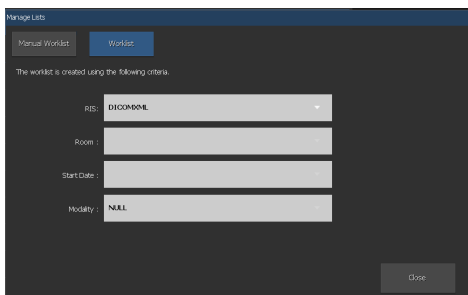 Manage Lists
Manual Worklist
Worklist
The worklist is created using the following criteria.
RIS: DICOMXML
Room :
Start Date :
Modality : NULL
Close